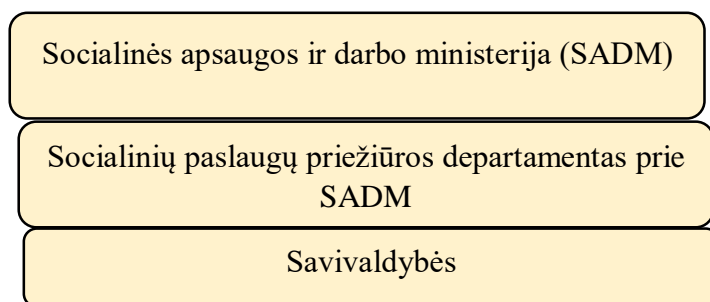 Socialinės apsaugos ir darbo ministerija (SADM)
Socialinių paslaugų priežiūros departamentas prie
SADM
Savivaldybės